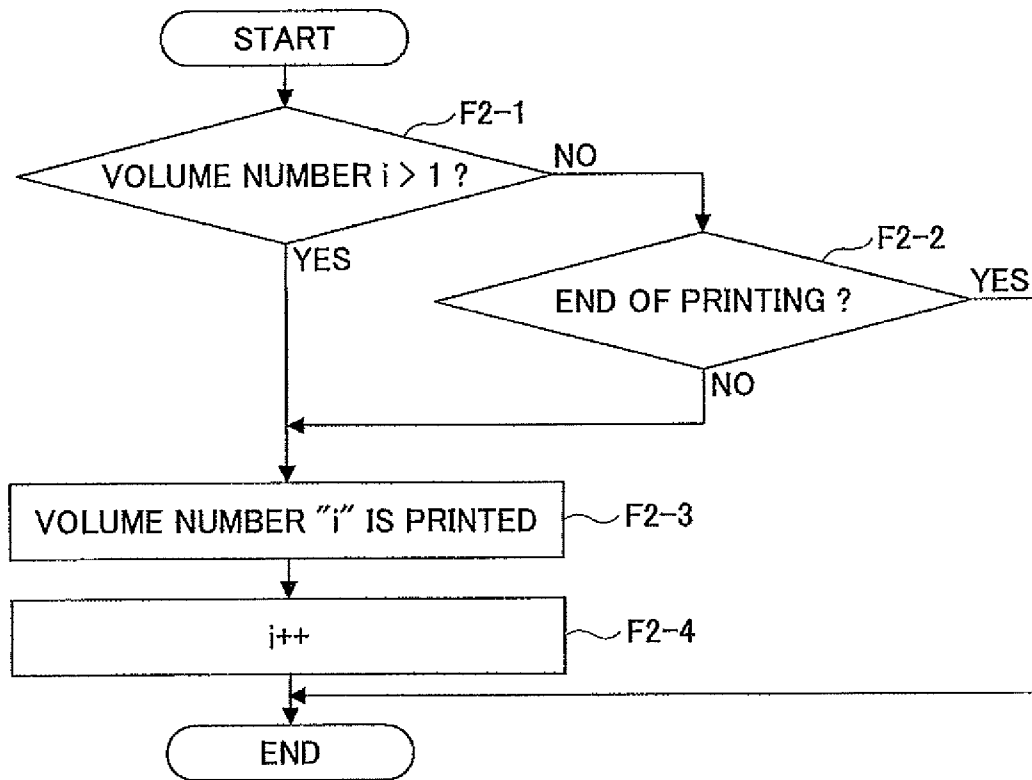 START
F2-1
VOLUME NUMBER i > 1 ?
NO
YES
F2-2
END OF PRINTING ?
YES
NO
VOLUME NUMBER "i" IS PRINTED
F2-3
i++
F2-4
END